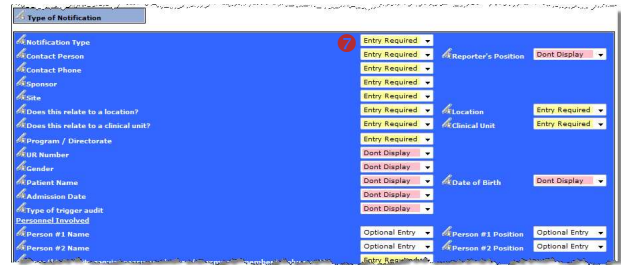 Type of Notification
Notification Type 7 Entry Required
Contact Person Entry Required Reporter's Position Dont Display
Contact Phone Entry Required
Sponsor Entry Required
Site Entry Required
Does this relate to a location? Entry Required Location Entry Required
Does this relate to a clinical unit? Entry Required Clinical Unit Entry Required
Program / Directorate Entry Required
UR Number Dont Display
Gender Dont Display
Patient Name Dont Display Date of Birth Dont Display
Admission Date Dont Display
Type of trigger audit Dont Display
Personnel Involved
Person #1 Name Optional Entry Person #1 Position Optional Entry
Person #2 Name Optional Entry Person #2 Position Optional Entry
Entry Required